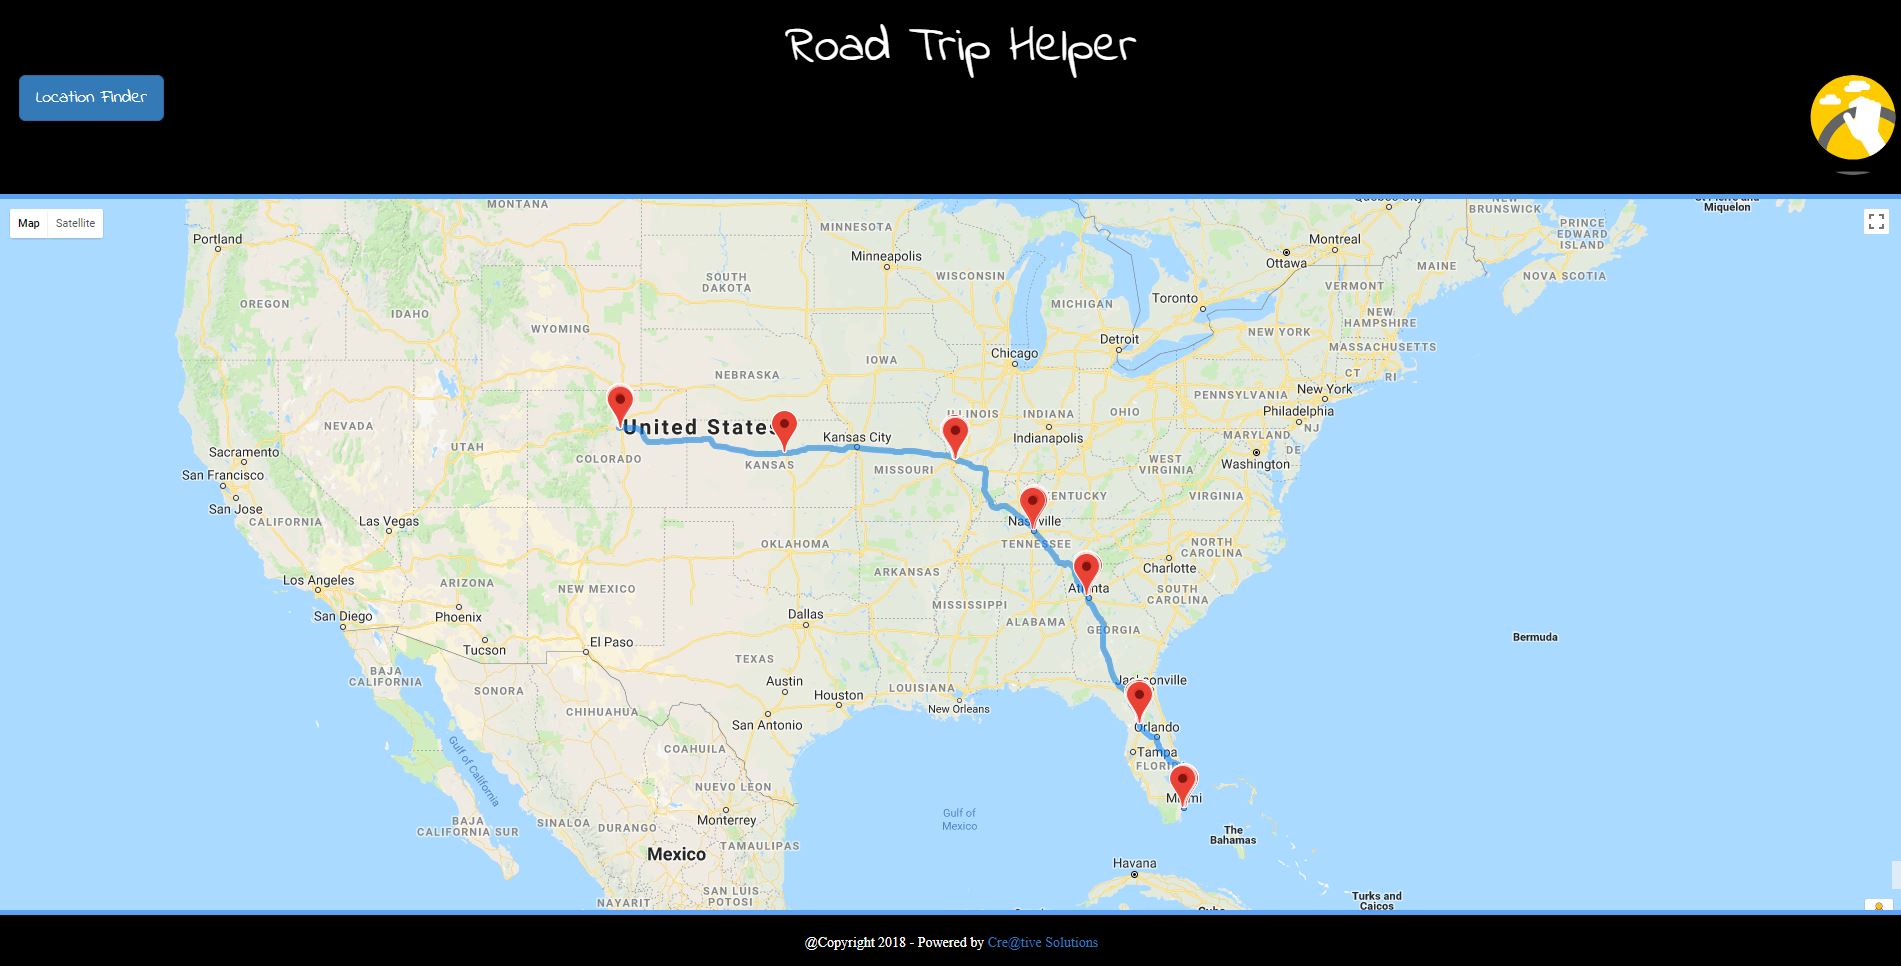 Road Trip Helper
Location Finder
Map
Satellite
MONTANA
NEW
BRUNSWICK
St Pierre and
Miquelon
Quebec City
Portland
MINNESOTA
PRINCE
EDWARD
ISLAND
Montreal
Minneapolis
Ottawa
SOUTH
DAKOTA
WISCONSIN
MAINE
NOVA SCOTIA
OREGON
IDAHO
MICHIGAN
Toronto
VERMONT
WYOMING
NEW
HAMPSHIRE
NEW YORK
Detroit
MASSACHUSETTS
Chicago
IOWA
NEBRASKA
CT
RI
PENNSYLVANIA
New York
ILLINOIS
INDIANA
OHIO
Philadelphia
NEVADA
United States
Kansas City
Indianapolis
MARYLAND
NJ
UTAH
Sacramento
COLORADO
KANSAS
MISSOURI
WEST
VIRGINIA
DE
Washington
San Francisco
KENTUCKY
VIRGINIA
San Jose
CALIFORNIA
Las Vegas
Nashville
OKLAHOMA
TENNESSEE
NORTH
CAROLINA
Charlotte
Los Angeles
ARIZONA
NEW MEXICO
ARKANSAS
Atlanta
SOUTH
CAROLINA
San Diego
Phoenix
Dallas
MISSISSIPPI
ALABAMA
GEORGIA
Bermuda
Tucson
El Paso
TEXAS
BAJA
CALIFORNIA
SONORA
Austin
Houston
LOUISIANA
Jacksonville
CHIHUAHUA
San Antonio
New Orleans
Orlando
COAHUILA
Tampa
FLORIDA
Gulf of California
NUEVO LEON
Miami
BAJA
CALIFORNIA SUR
SINALOA
DURANGO
Monterrey
Gulf of
Mexico
The
Bahamas
Mexico
TAMAULIPAS
Havana
SAN LUIS
POTOSI
NAYARIT
Turks and
Caicos
Cuba
@Copyright 2018 - Powered by Cre@tive Solutions